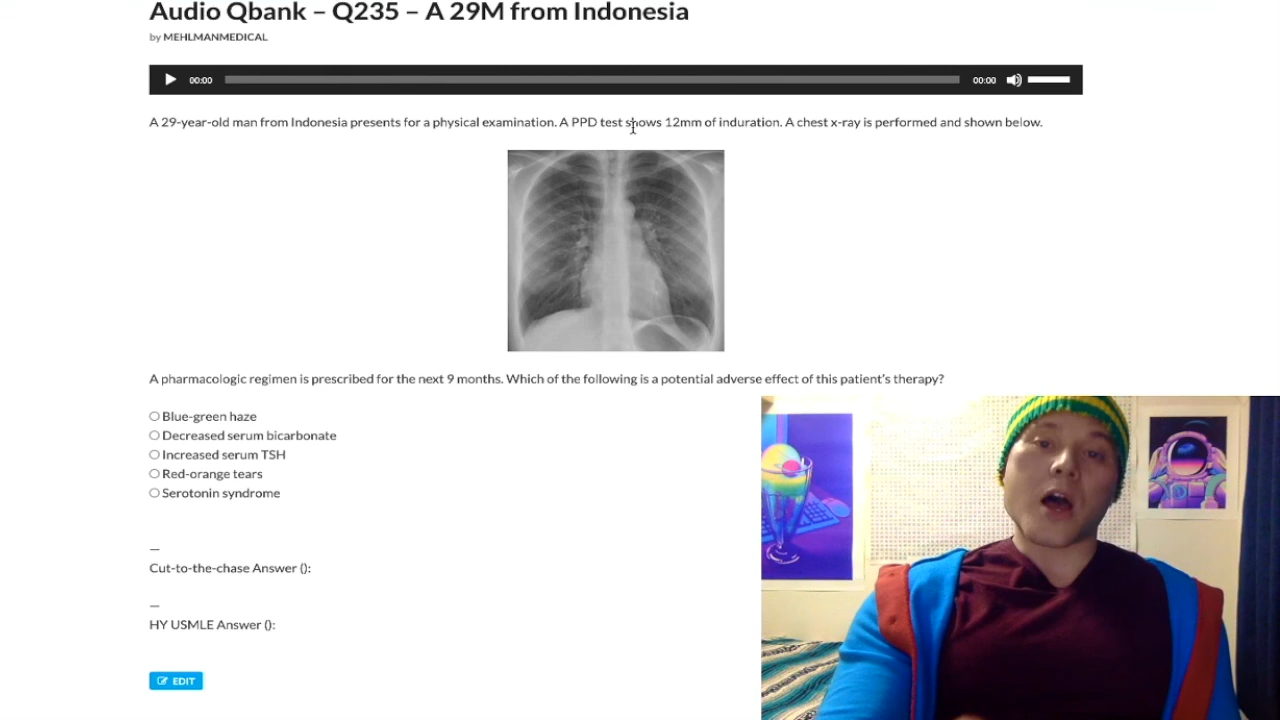 Audio Qbank – Q235 – A 29M from Indonesia
by MEHLMANMEDICAL
00:00 00:00
A 29-year-old man from Indonesia presents for a physical examination. A PPD test shows 12mm of induration. A chest x-ray is performed and shown below.
A pharmacologic regimen is prescribed for the next 9 months. Which of the following is a potential adverse effect of this patient's therapy?
Blue-green haze
Decreased serum bicarbonate
Increased serum TSH
Red-orange tears
Serotonin syndrome
—
Cut-to-the-chase Answer ():
—
HY USMLE Answer ():
EDIT